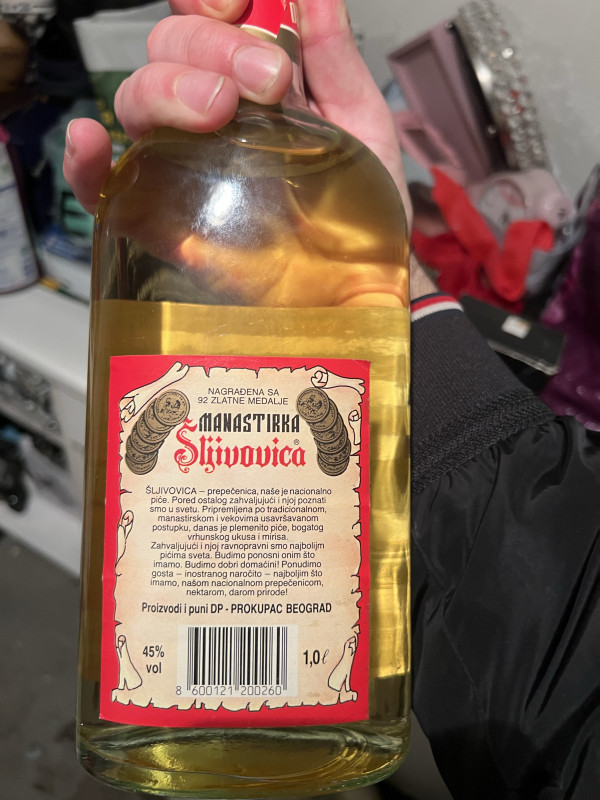 NAGRAĐENA SA
92 ZLATNE MEDALJE
MANASTIRKA
Šljivovica®
ŠLJIVOVICA – prepečenica, naše je nacionalno
piće. Pored ostalog zahvaljujući i njoj poznati
smo u svetu. Pripremljena po tradicionalnom,
manastirskom i vekovima usavršavanom
postupku, danas je plemenito piće, bogatog
vrhunskog ukusa i mirisa.
Zahvaljujući i njoj ravnopravni smo najboljim
pićima sveta. Budimo ponosni onim što
imamo. Budimo dobri domaćini! Ponudimo
gosta – inostranog naročito – najboljim što
imamo, našom nacionalnom prepečenicom,
nektarom, darom prirode!
Proizvodi i puni DP - PROKUPAC BEOGRAD
45%
vol
1,0 ℓ
8 600121 200260